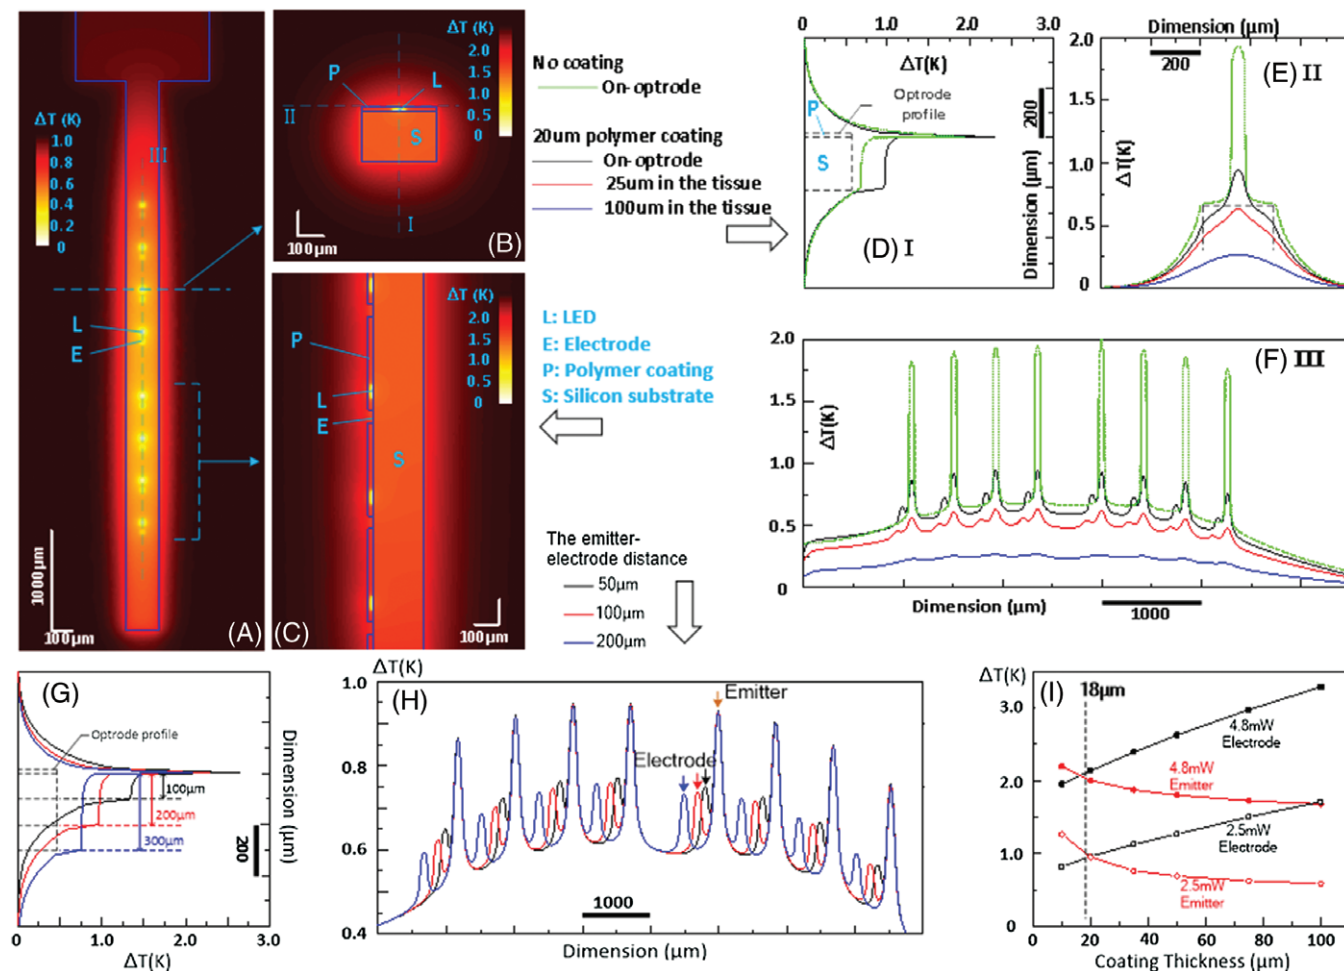 ΔT (K)
1.0
0.8
0.6
0.4
0.2
0
III
L
E
1000µm
100µm
(A)
ΔT (K)
2.0
1.5
1.0
0.5
0
P
L
II
S
I
100µm
(B)
ΔT (K)
2.0
1.5
1.0
0.5
0
P
L
E
S
100µm
(C)
No coating
On-optrode
20um polymer coating
On-optrode
25um in the tissue
100um in the tissue
L: LED
E: Electrode
P: Polymer coating
S: Silicon substrate
The emitter-
electrode distance
50µm
100µm
200µm
0 1.0 2.0 3.0
ΔT(K)
Optrode
profile
P
S
200
Dimension (µm)
(D) I
Dimension (µm)
2.0
200
(E) II
1.5
ΔT(K)
1.0
0.5
0
2.0
(F) III
1.5
ΔT(K)
1.0
0.5
0
Dimension (µm)
1000
(G)
Optrode profile
100µm
200µm
300µm
Dimension (µm)
200
0 1.0 2.0 3.0
ΔT(K)
ΔT(K)
1.0
(H)
Emitter
0.8
Electrode
0.6
1000
0.4
Dimension (µm)
ΔT(K)
(I)
18µm
3.0
4.8mW
Electrode
4.8mW
Emitter
2.0
2.5mW
Electrode
1.0
2.5mW
Emitter
0
0 20 40 60 80 100
Coating Thickness (µm)